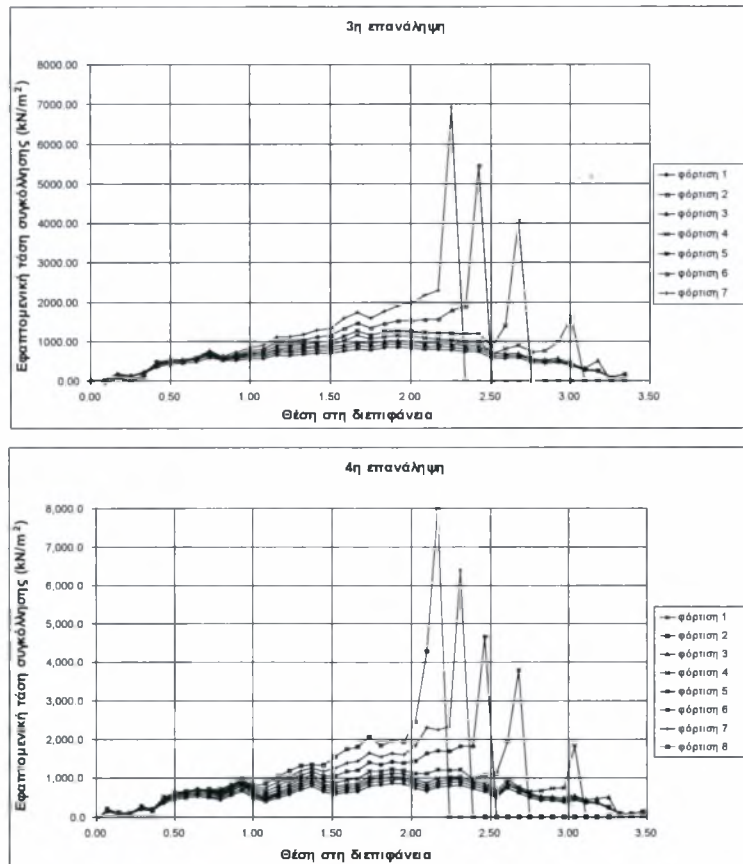 3η επανάληψη
Εφαπτομενική τάση συγκόλλησης (kN/m²)
8000.00
7000.00
6000.00
5000.00
4000.00
3000.00
2000.00
1000.00
0.00
0.00 0.50 1.00 1.50 2.00 2.50 3.00 3.50
Θέση στη διεπιφάνεια
φόρτιση 1
φόρτιση 2
φόρτιση 3
φόρτιση 4
φόρτιση 5
φόρτιση 6
φόρτιση 7
4η επανάληψη
Εφαπτομενική τάση συγκόλλησης (kN/m²)
8,000.0
7,000.0
6,000.0
5,000.0
4,000.0
3,000.0
2,000.0
1,000.0
0.0
0.00 0.50 1.00 1.50 2.00 2.50 3.00 3.50
Θέση στη διεπιφάνεια
φόρτιση 1
φόρτιση 2
φόρτιση 3
φόρτιση 4
φόρτιση 5
φόρτιση 6
φόρτιση 7
φόρτιση 8